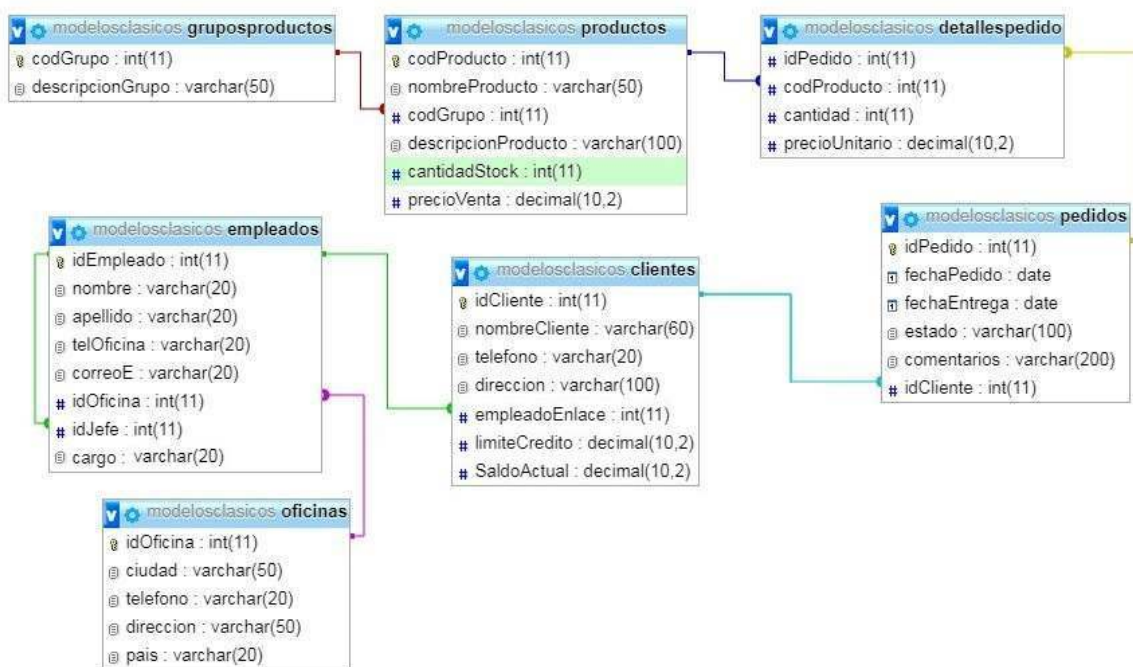 modelosclasicos gruposproductos
codGrupo : int(11)
descripcionGrupo : varchar(50)
modelosclasicos productos
codProducto : int(11)
nombreProducto : varchar(50)
codGrupo : int(11)
descripcionProducto : varchar(100)
cantidadStock : int(11)
precioVenta : decimal(10,2)
modelosclasicos detallespedido
idPedido : int(11)
codProducto : int(11)
cantidad : int(11)
precioUnitario : decimal(10,2)
modelosclasicos empleados
idEmpleado : int(11)
nombre : varchar(20)
apellido : varchar(20)
telOficina : varchar(20)
correoE : varchar(20)
idOficina : int(11)
idJefe : int(11)
cargo : varchar(20)
modelosclasicos clientes
idCliente : int(11)
nombreCliente : varchar(60)
telefono : varchar(20)
direccion : varchar(100)
empleadoEnlace : int(11)
limiteCredito : decimal(10,2)
SaldoActual : decimal(10,2)
modelosclasicos pedidos
idPedido : int(11)
fechaPedido : date
fechaEntrega : date
estado : varchar(100)
comentarios : varchar(200)
idCliente : int(11)
modelosclasicos oficinas
idOficina : int(11)
ciudad : varchar(50)
telefono : varchar(20)
direccion : varchar(50)
pais : varchar(20)